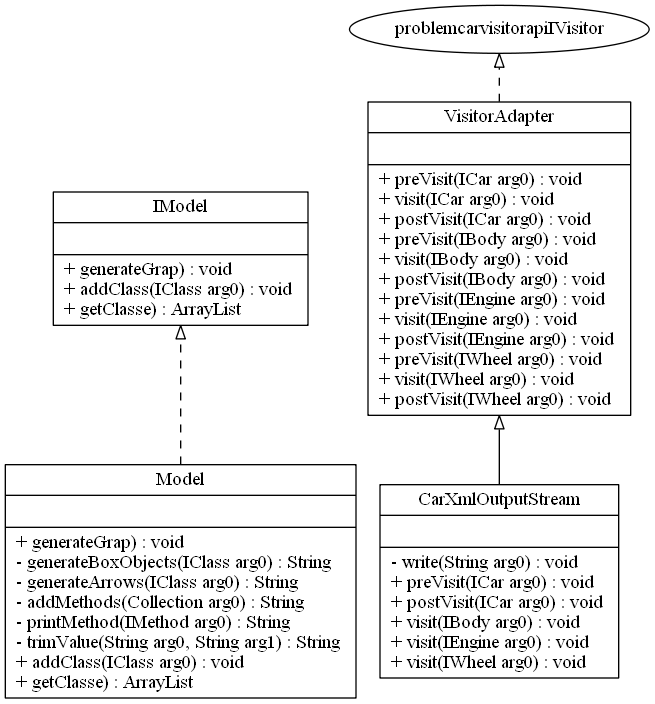 problemcarvisitorapiIVisitor
VisitorAdapter
+ preVisit(ICar arg0) : void
+ visit(ICar arg0) : void
+ postVisit(ICar arg0) : void
+ preVisit(IBody arg0) : void
+ visit(IBody arg0) : void
+ postVisit(IBody arg0) : void
+ preVisit(IEngine arg0) : void
+ visit(IEngine arg0) : void
+ postVisit(IEngine arg0) : void
+ preVisit(IWheel arg0) : void
+ visit(IWheel arg0) : void
+ postVisit(IWheel arg0) : void
IModel
+ generateGrap) : void
+ addClass(IClass arg0) : void
+ getClasse) : ArrayList
Model
+ generateGrap) : void
- generateBoxObjects(IClass arg0) : String
- generateArrows(IClass arg0) : String
- addMethods(Collection arg0) : String
- printMethod(IMethod arg0) : String
- trimValue(String arg0, String arg1) : String
+ addClass(IClass arg0) : void
+ getClasse) : ArrayList
CarXmlOutputStream
- write(String arg0) : void
+ preVisit(ICar arg0) : void
+ postVisit(ICar arg0) : void
+ visit(IBody arg0) : void
+ visit(IEngine arg0) : void
+ visit(IWheel arg0) : void